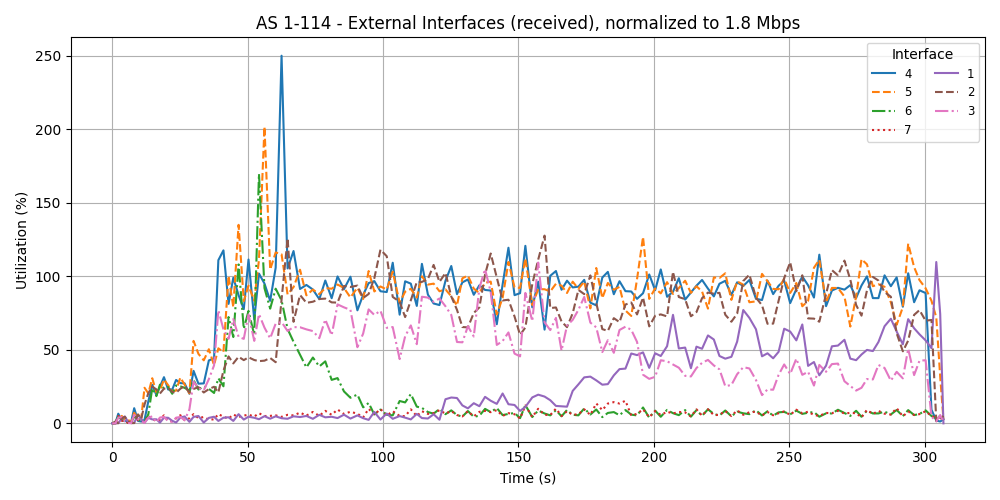 AS 1-114 - External Interfaces (received), normalized to 1.8 Mbps
Interface
4 1
5 2
6 3
7
250
200
150
100
50
0
Utilization (%)
0 50 100 150 200 250 300
Time (s)